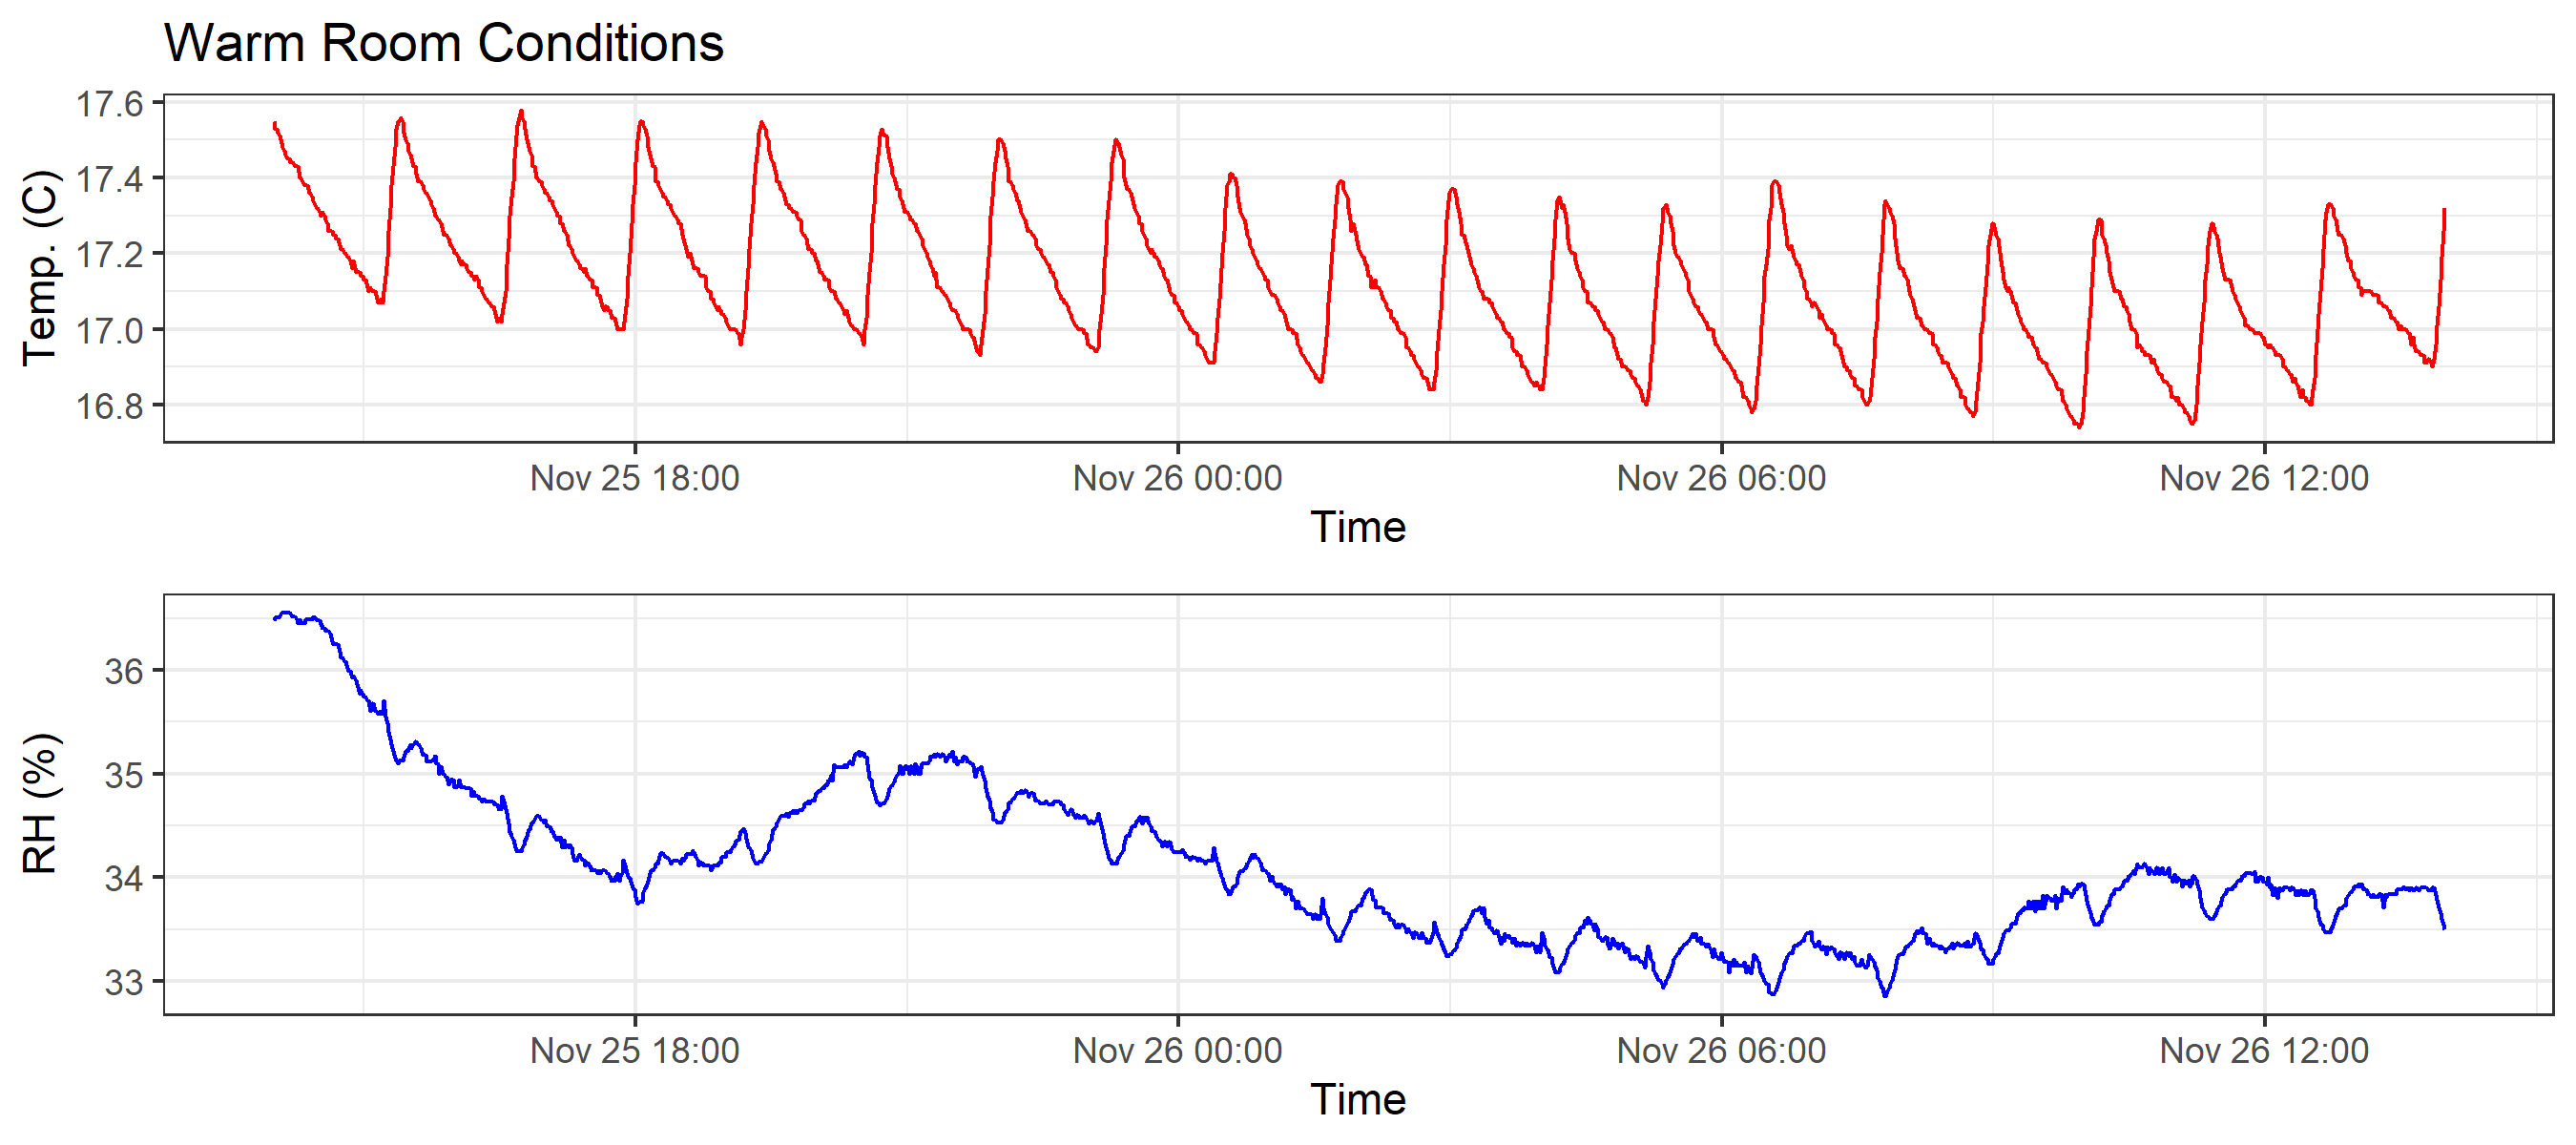 Warm Room Conditions
Temp. (C)
17.6
17.4
17.2
17.0
16.8
Nov 25 18:00 Nov 26 00:00 Nov 26 06:00 Nov 26 12:00
Time
RH (%)
36
35
34
33
Nov 25 18:00 Nov 26 00:00 Nov 26 06:00 Nov 26 12:00
Time